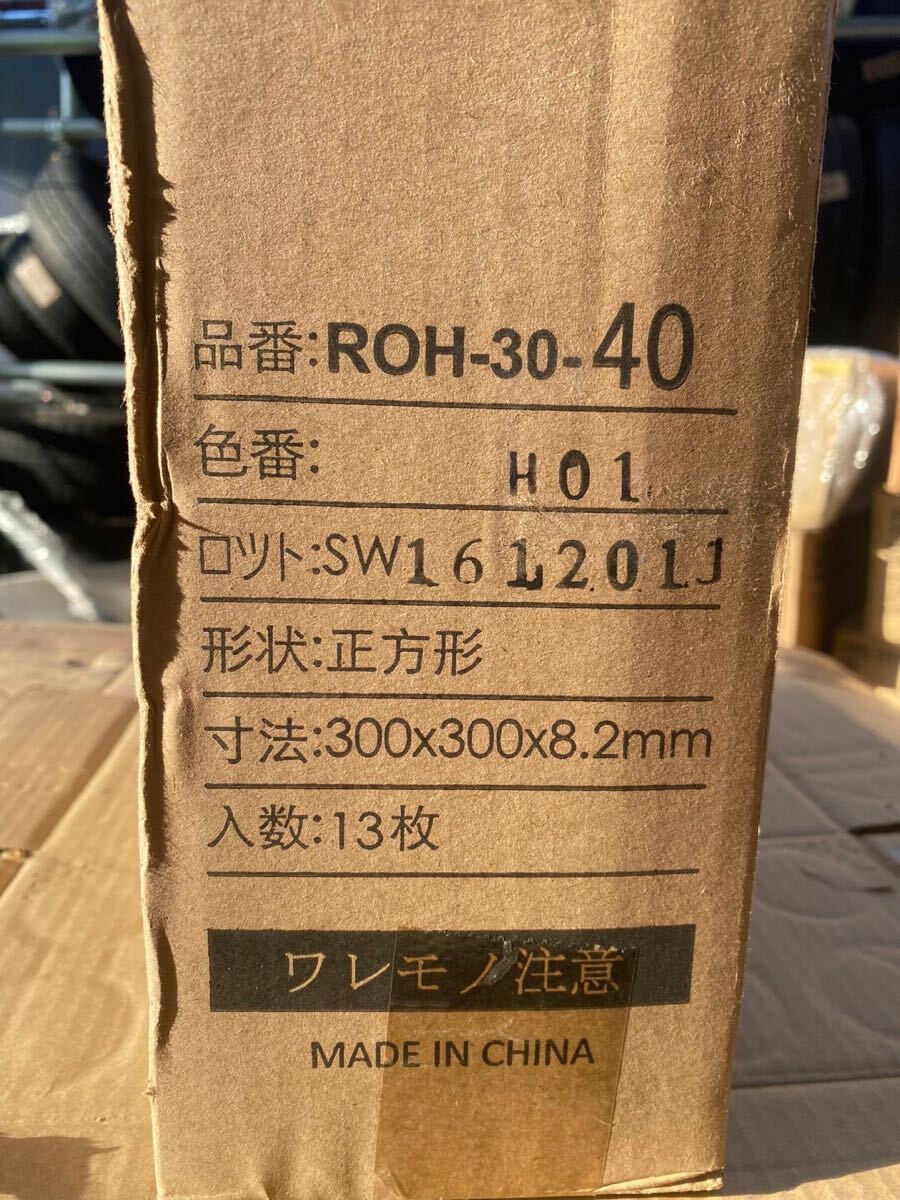 品番:ROH-30-40
色番: H01
ロツト:SW161201J
形状:正方形
寸法:300x300x8.2mm
入数:13枚
ワレモノ注意
MADE IN CHINA